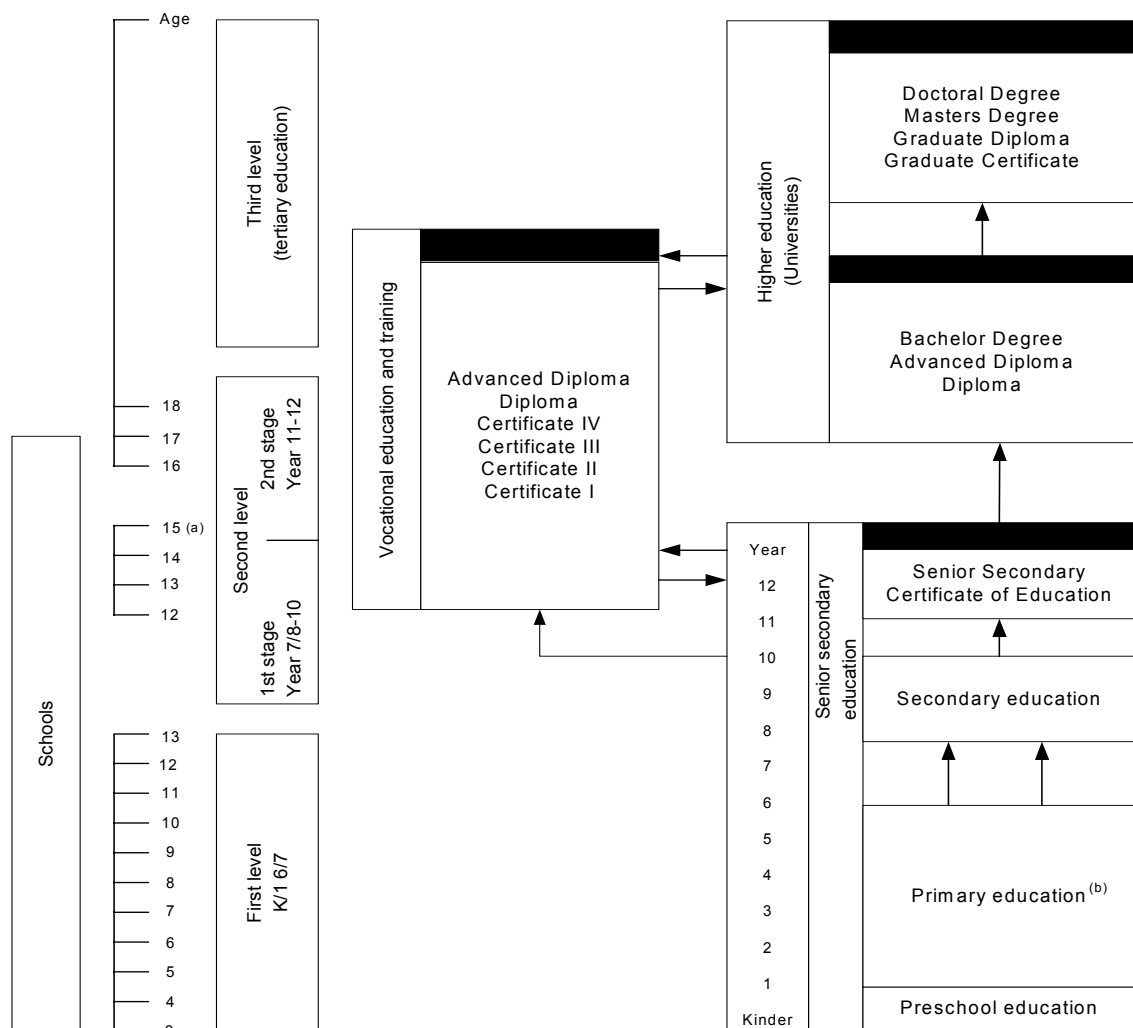 Age
18
17
16
15 (a)
14
13
12
13
12
11
10
9
8
7
6
5
4
Schools
Third level
(tertiary education)
Second level
2nd stage
Year 11-12
1st stage
Year 7/8-10
First level
K/1 6/7
Vocational education and training
Advanced Diploma
Diploma
Certificate IV
Certificate III
Certificate II
Certificate I
Higher education
(Universities)
Doctoral Degree
Masters Degree
Graduate Diploma
Graduate Certificate
Bachelor Degree
Advanced Diploma
Diploma
Year
12
11
10
9
8
7
6
5
4
3
2
1
Kinder
Senior secondary
education
Senior Secondary
Certificate of Education
Secondary education
Primary education (b)
Preschool education